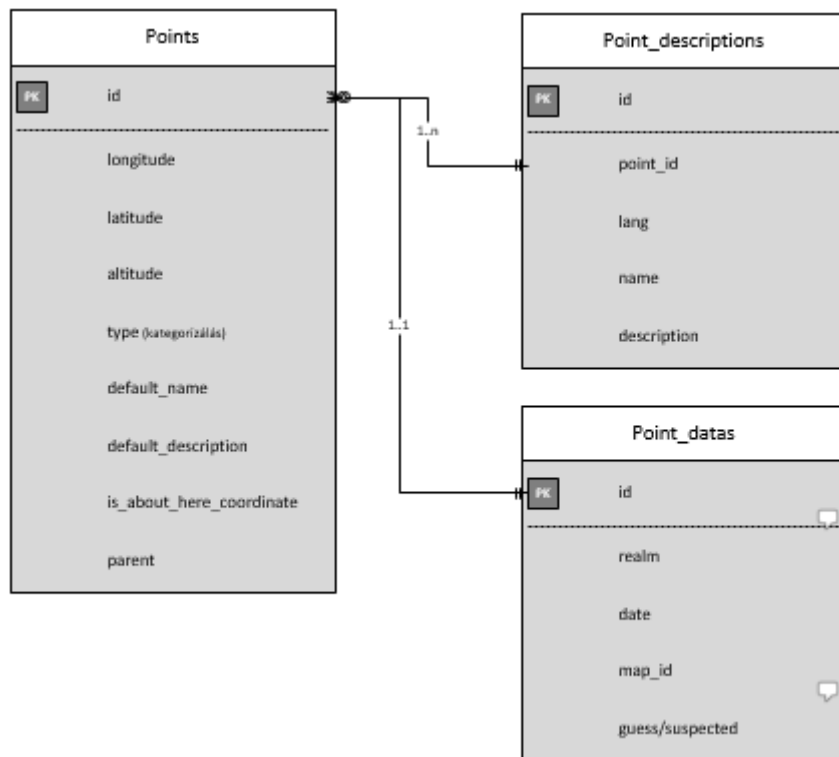 Points
PK id
longitude
latitude
altitude
type (kategorizálás)
default_name
default_description
is_about_here_coordinate
parent
1..n
1..1
Point_descriptions
PK id
point_id
lang
name
description
Point_datas
PK id
realm
date
map_id
guess/suspected